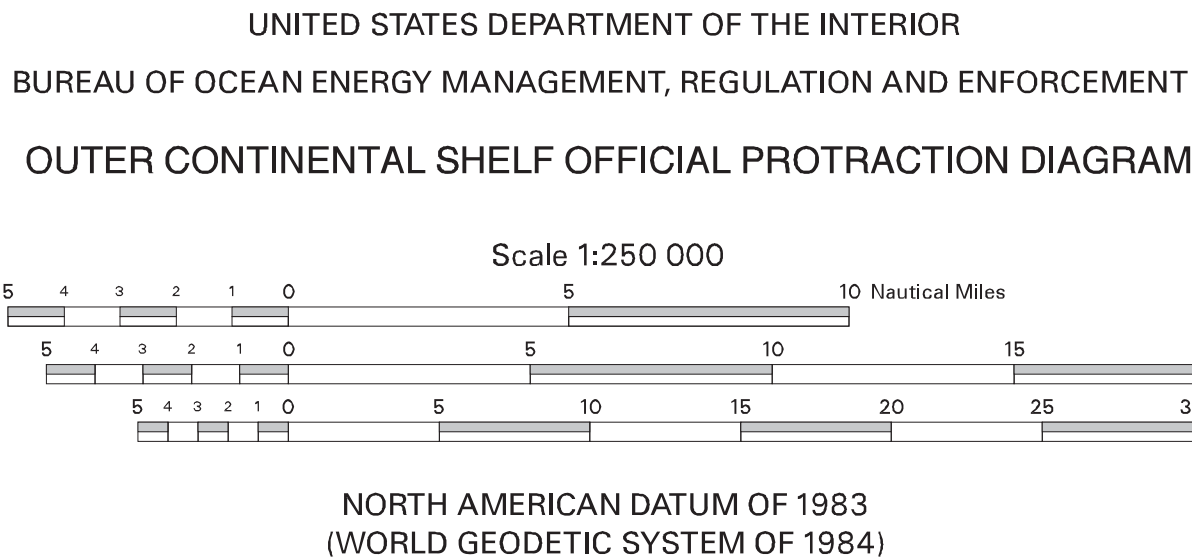 UNITED STATES DEPARTMENT OF THE INTERIOR
BUREAU OF OCEAN ENERGY MANAGEMENT, REGULATION AND ENFORCEMENT
OUTER CONTINENTAL SHELF OFFICIAL PROTRACTION DIAGRAM
Scale 1:250 000
5 4 3 2 1 0 5 10 Nautical Miles
5 4 3 2 1 0 5 10 15
5 4 3 2 1 0 5 10 15 20 25
NORTH AMERICAN DATUM OF 1983
(WORLD GEODETIC SYSTEM OF 1984)